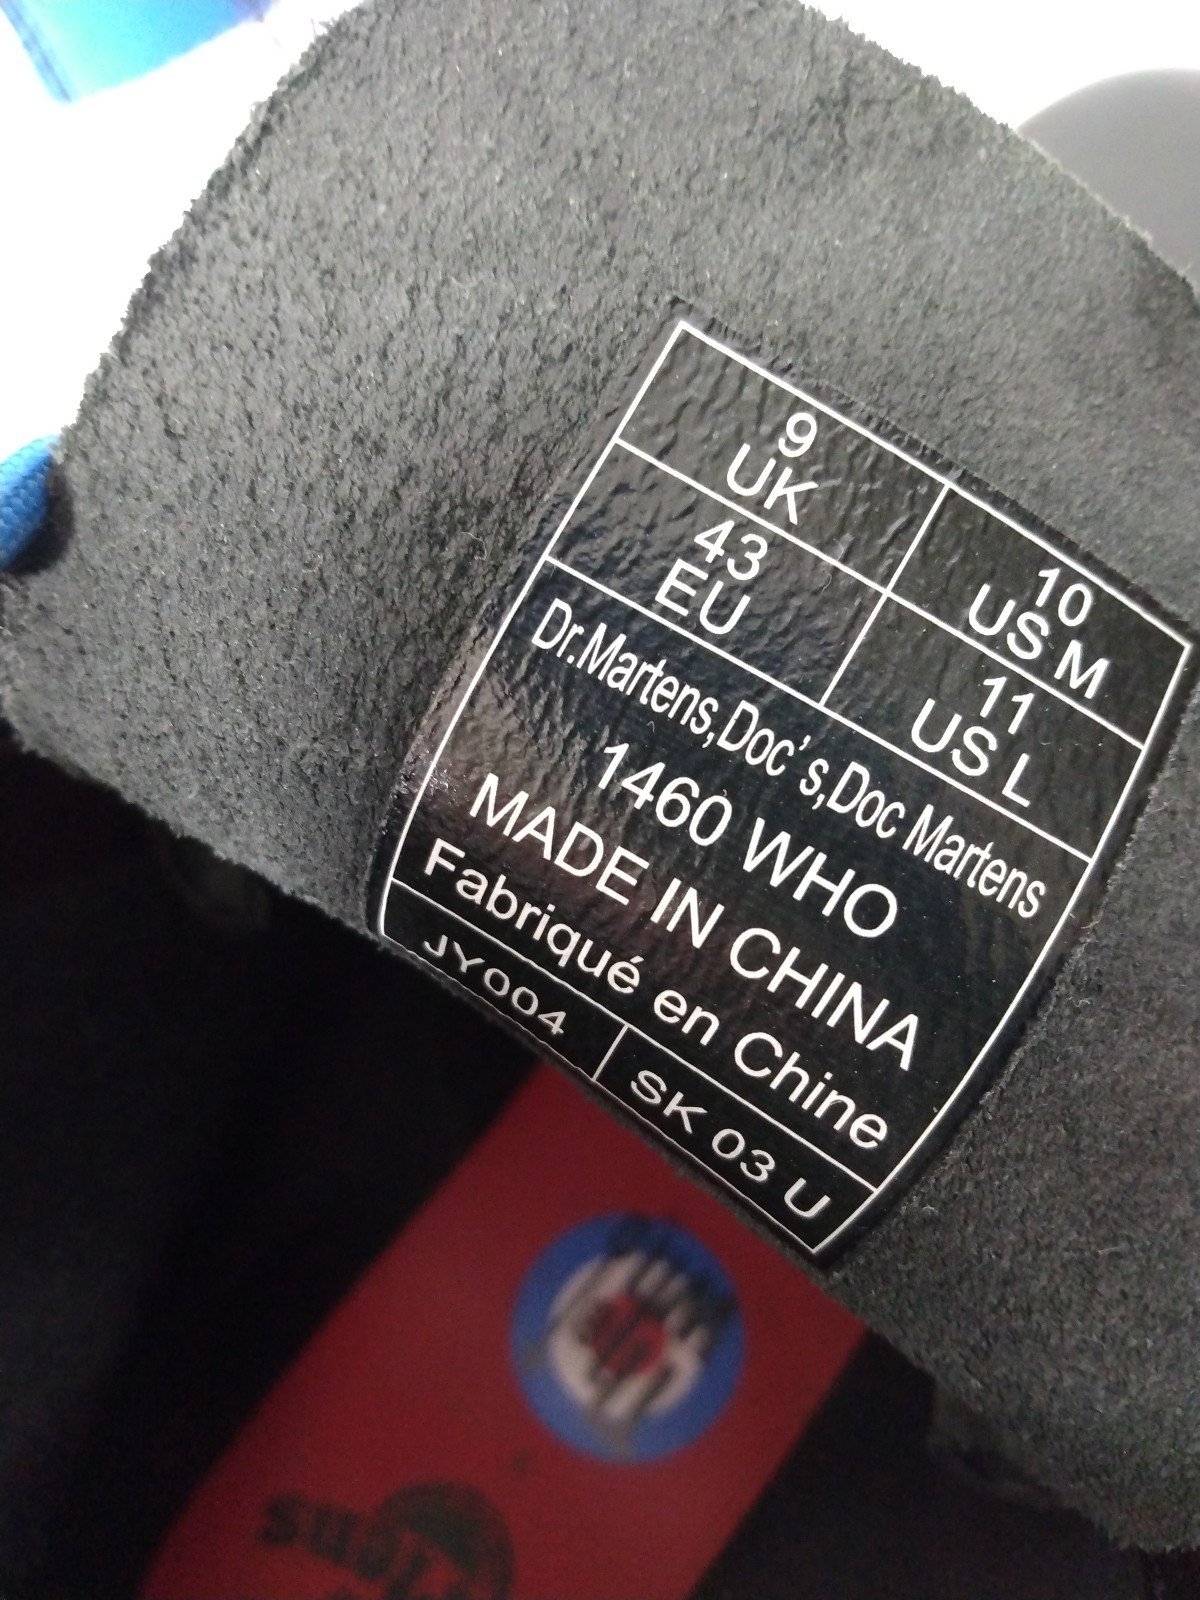 9
UK
10
US M
43
EU
11
US L
Dr.Martens,Doc's,Doc Martens
1460 WHO
MADE IN CHINA
Fabriqué en Chine
JY004
SK 03 U